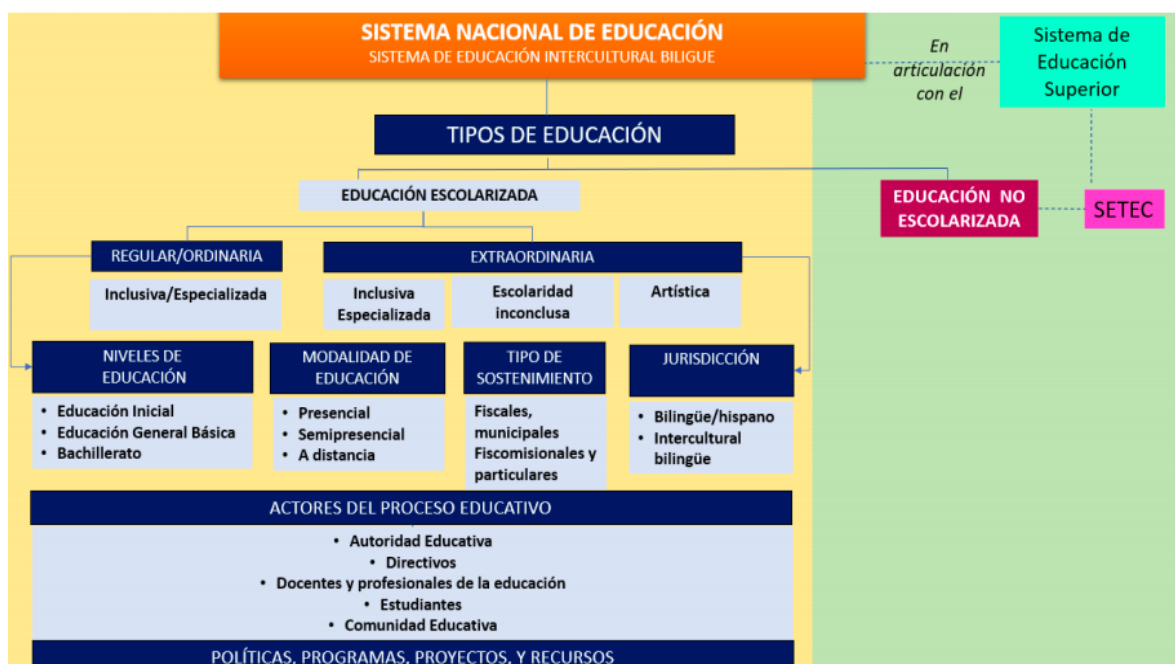 SISTEMA NACIONAL DE EDUCACIÓN
SISTEMA DE EDUCACIÓN INTERCULTURAL BILIGUE
En
articulación
con el
Sistema de
Educación
Superior
TIPOS DE EDUCACIÓN
EDUCACIÓN ESCOLARIZADA
EDUCACIÓN NO
ESCOLARIZADA
SETEC
REGULAR/ORDINARIA
EXTRAORDINARIA
Inclusiva/Especializada
Inclusiva
Especializada
Escolaridad
inconclusa
Artística
NIVELES DE
EDUCACIÓN
• Educación Inicial
• Educación General Básica
• Bachillerato
MODALIDAD DE
EDUCACIÓN
• Presencial
• Semipresencial
• A distancia
TIPO DE
SOSTENIMIENTO
Fiscales,
municipales
Fiscomisionales y
particulares
JURISDICCIÓN
• Bilingüe/hispano
• Intercultural
bilingüe
ACTORES DEL PROCESO EDUCATIVO
• Autoridad Educativa
• Directivos
• Docentes y profesionales de la educación
• Estudiantes
• Comunidad Educativa
POLÍTICAS, PROGRAMAS, PROYECTOS, Y RECURSOS